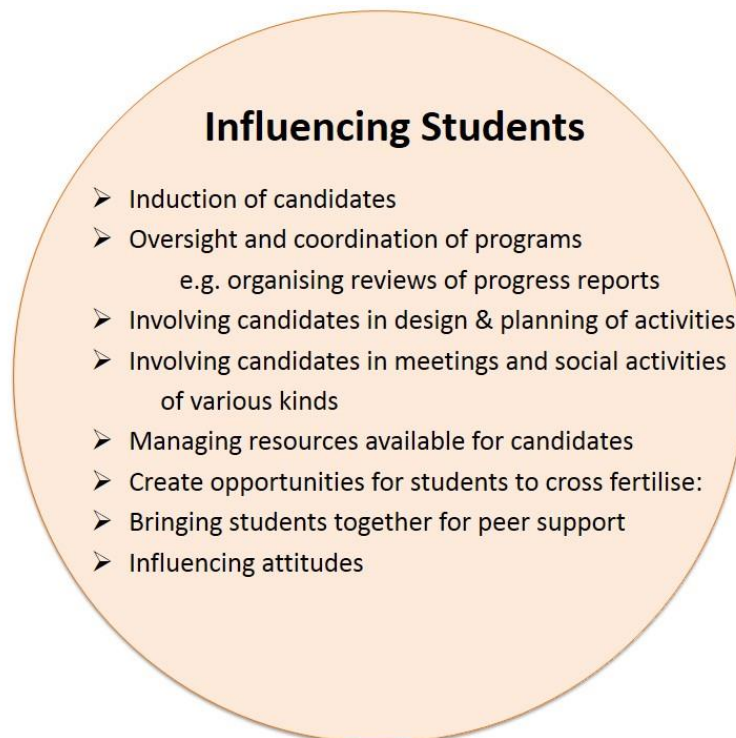 Influencing Students
➢ Induction of candidates
➢ Oversight and coordination of programs
e.g. organising reviews of progress reports
➢ Involving candidates in design & planning of activities
➢ Involving candidates in meetings and social activities
of various kinds
➢ Managing resources available for candidates
➢ Create opportunities for students to cross fertilise:
➢ Bringing students together for peer support
➢ Influencing attitudes